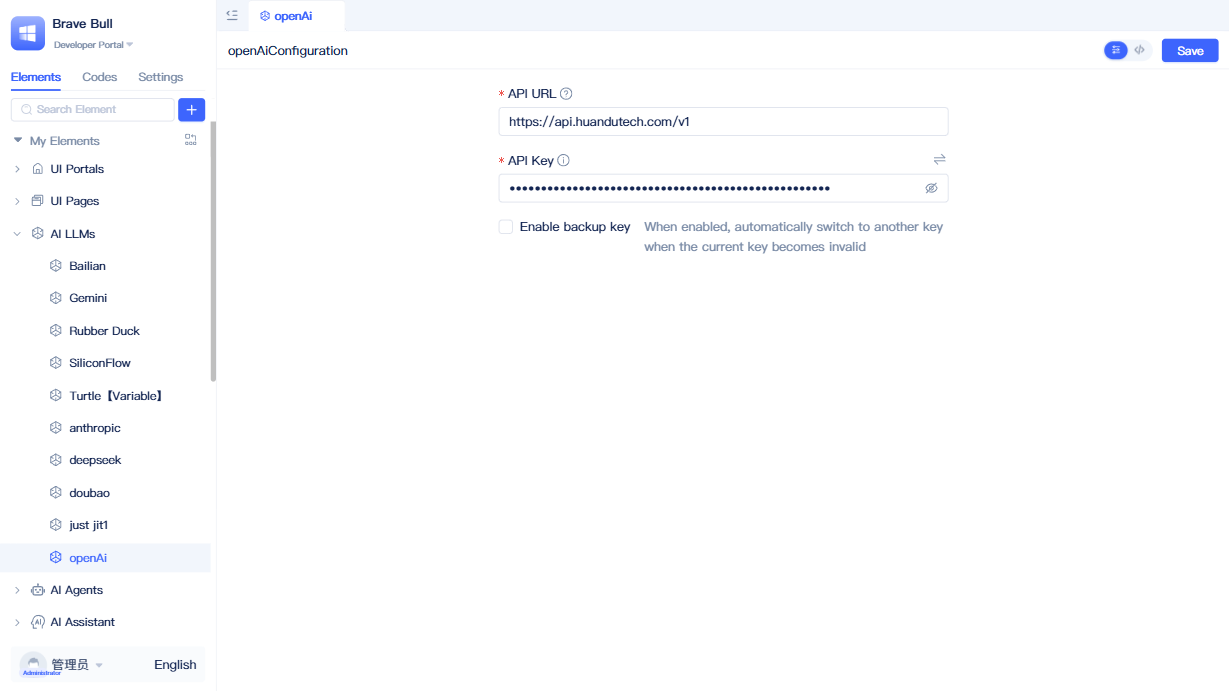 Brave Bull
Developer Portal
Elements Codes Settings
Search Element
My Elements
UI Portals
UI Pages
AI LLMs
Bailian
Gemini
Rubber Duck
SiliconFlow
Turtle【Variable】
anthropic
deepseek
doubao
just jit1
openAi
AI Agents
AI Assistant
管理员
Administrator
English
openAi
openAiConfiguration
Save
* API URL
https://api.huandutech.com/v1
* API Key
Enable backup key
When enabled, automatically switch to another key
when the current key becomes invalid